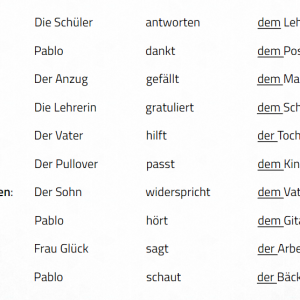 Die Schüler antworten dem Leh
Pablo dankt dem Pos
Der Anzug gefällt dem Ma
Die Lehrerin gratuliert dem Sch
Der Vater hilft der Toch
Der Pullover passt dem Kin
en: Der Sohn widerspricht dem Vat
Pablo hört dem Gita
Frau Glück sagt der Arbe
Pablo schaut der Bäck